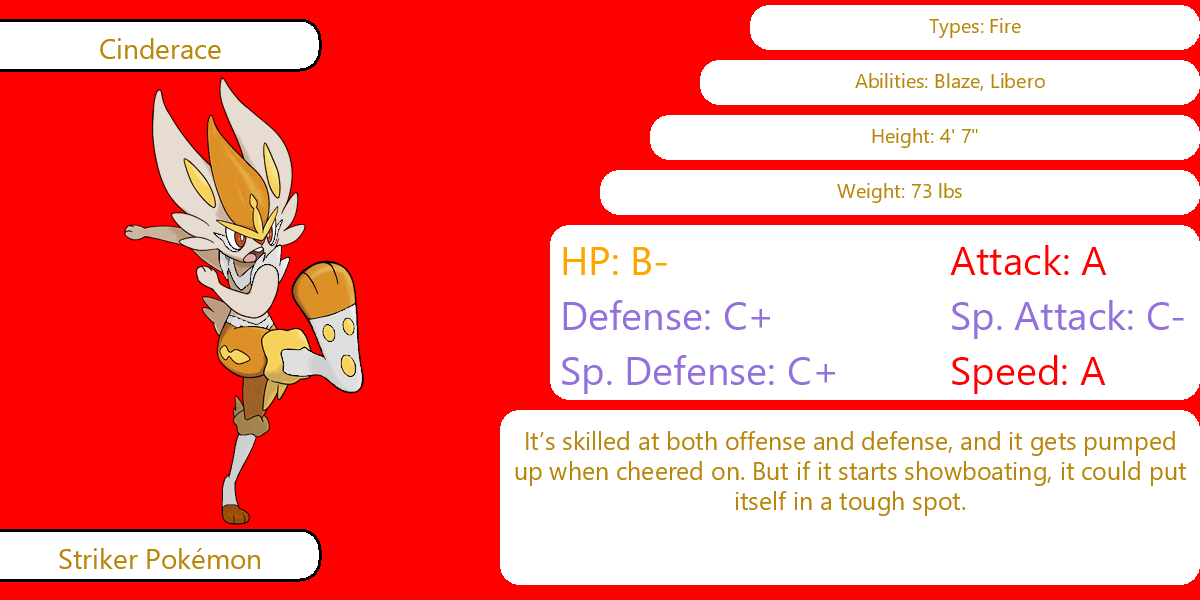 Cinderace
Types: Fire
Abilities: Blaze, Libero
Height: 4' 7"
Weight: 73 lbs
HP: B-
Attack: A
Defense: C+
Sp. Attack: C-
Sp. Defense: C+
Speed: A
It’s skilled at both offense and defense, and it gets pumped
up when cheered on. But if it starts showboating, it could put
itself in a tough spot.
Striker Pokémon